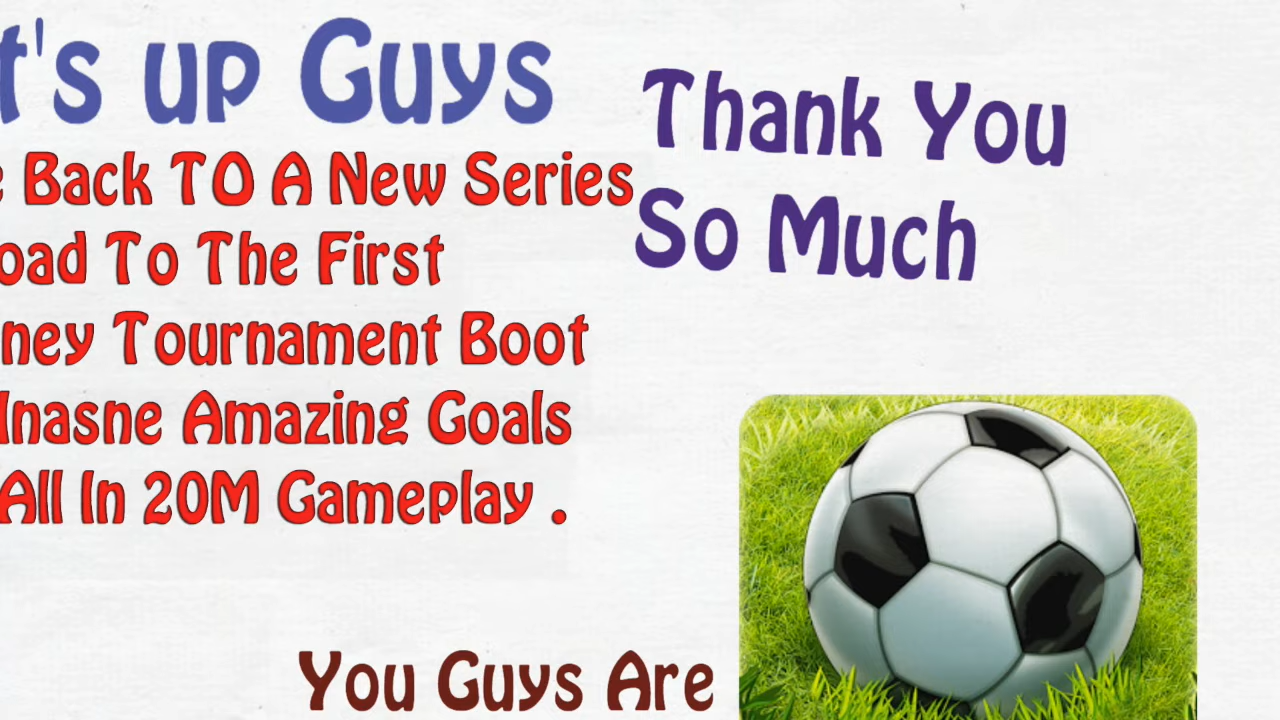 t's up Guys
e Back TO A New Series
oad To The First
ney Tournament Boot
Inasne Amazing Goals
All In 20M Gameplay .
Thank You
So Much
You Guys Are